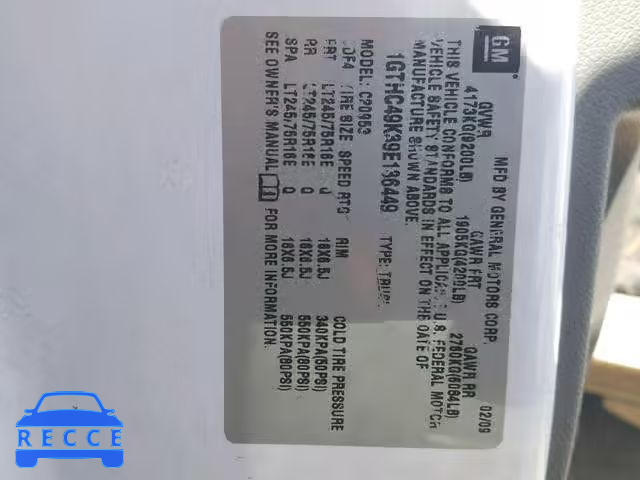 GM
MFD BY GENERAL MOTORS CORP. 02/09
GVWR GAWR FRT GAWR RR
4173KG(9200LB) 1905KG(4200LB) 2760KG(6084LB)
THIS VEHICLE CONFORMS TO ALL APPLICABLE U.S. FEDERAL MOTOR
VEHICLE SAFETY STANDARDS IN EFFECT ON THE DATE OF
MANUFACTURE SHOWN ABOVE.
1GTHC49K39E136449 TYPE: TRUCK
MODEL: C20953
TIRE SIZE SPEED RTG RIM COLD TIRE PRESSURE
FRT LT245/75R16E Q 16X6.5J 340KPA(50PSI)
RR LT245/75R16E Q 16X6.5J 550KPA(80PSI)
SPA LT245/75R16E Q 16X6.5J 550KPA(80PSI)
SEE OWNER'S MANUAL FOR MORE INFORMATION.
RECCE